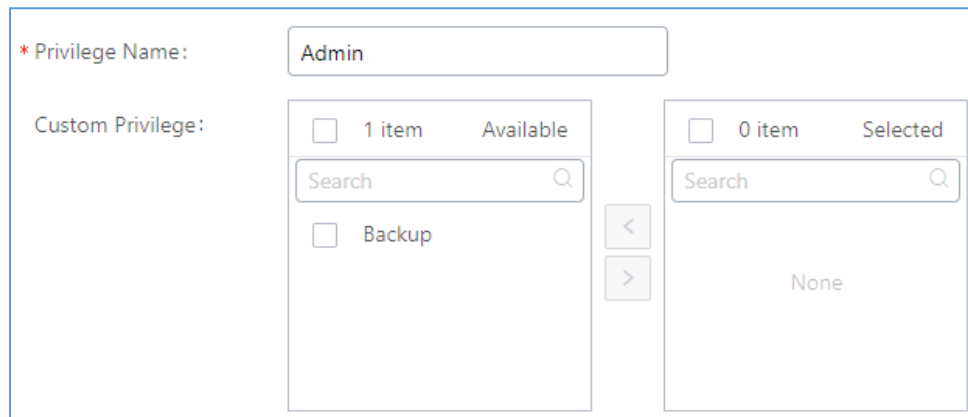 * Privilege Name:
Admin
Custom Privilege:
1 item Available
0 item Selected
Search
Search
Backup
<
>
None